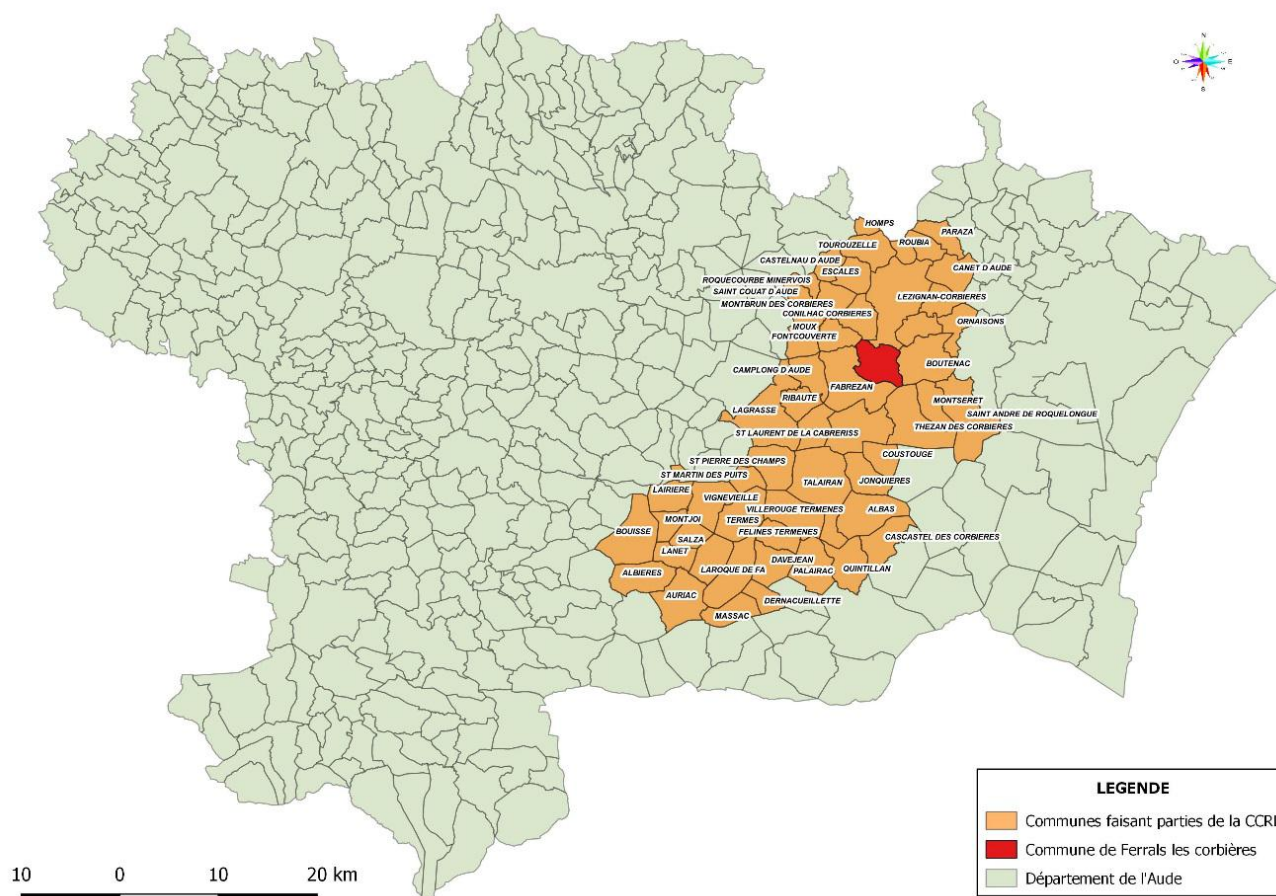 N
O E
S
HOMPS
PARAZA
TOUROUZELLE
ROUBIA
CASTELNAU D AUDE
ESCALES
CANET D AUDE
ROQUECOURBE MINERVOIS
SAINT COUAT D'AUDE
LEZIGNAN-CORBIERES
MONTBRUN DES CORBIERES
CONILHAC CORBIERES
ORNAISONS
MOUX
FONTCOUVERTE
BOUTENAC
CAMPLONG D'AUDE
FABREZAN
RIBAUTE
MONTSERET
LAGRASSE
SAINT ANDRE DE ROQUELONGUE
THEZAN DES CORBIERES
ST LAURENT DE LA CABRERISS
COUSTOUGE
ST PIERRE DES CHAMPS
ST MARTIN DES PUITS
TALAIRAN
JONQUIERES
LAIRIERE
VIGNEVIEILLE
VILLEROUGE TERMENES
ALBAS
MONTJOI
TERMES
BOUISSE
FELINES TERMENES
CASCASTEL DES CORBIERES
SALZA
LANET
DAVEJEAN
ALBIERES
LAROQUE DE FA
PALAIRAC
QUINTILLAN
AURIAC
DERNACUEILLETTE
MASSAC
LEGENDE
Communes faisant parties de la CCRL
Commune de Ferrals les corbières
Département de l'Aude
10 0 10 20 km